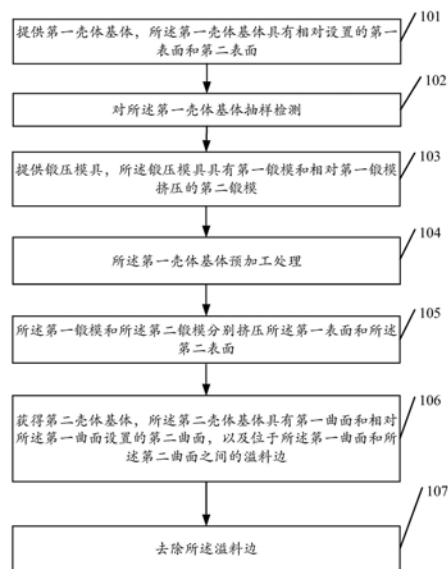 101
提供第一壳体基体，所述第一壳体基体具有相对设置的第一
表面和第二表面
102
对所述第一壳体基体抽样检测
103
提供锻压模具，所述锻压模具具有第一锻模和相对第一锻模
挤压的第二锻模
104
所述第一壳体基体预加工处理
105
所述第一锻模和所述第二锻模分别挤压所述第一表面和所述
第二表面
106
获得第二壳体基体，所述第二壳体基体具有第一曲面和相对
所述第一曲面设置的第二曲面，以及位于所述第一曲面和所
述第二曲面之间的溢料边
107
去除所述溢料边